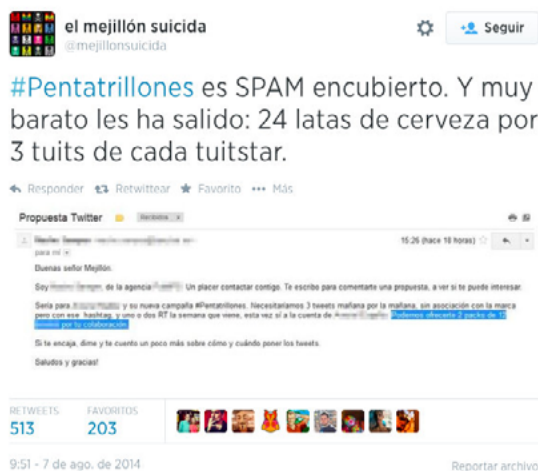 el mejillón suicida
@mejillonsuicida
Seguir
#Pentatrillones es SPAM encubierto. Y muy
barato les ha salido: 24 latas de cerveza por
3 tuits de cada tuitstar.
Responder Retwittear Favorito Más
Propuesta Twitter
15:26 (hace 18 horas)
para mí
Buenas señor Mejillón.
Soy de la agencia Un placer contactar contigo. Te escribo para comentarte una propuesta, a ver si te puede interesar.
Sería para y su nueva campaña #Pentatrillones. Necesitaríamos 3 tweets mañana por la mañana, sin asociación con la marca
pero con ese hashtag, y uno o dos RT la semana que viene, esta vez sí a la cuenta de Podemos ofrecerte 2 packs de 12
por tu colaboración.
Si te encaja, dime y te cuento un poco más sobre cómo y cuándo poner los tweets.
Saludos y gracias!
RETWEETS FAVORITOS
513 203
9:51 - 7 de ago. de 2014 Reportar archivo